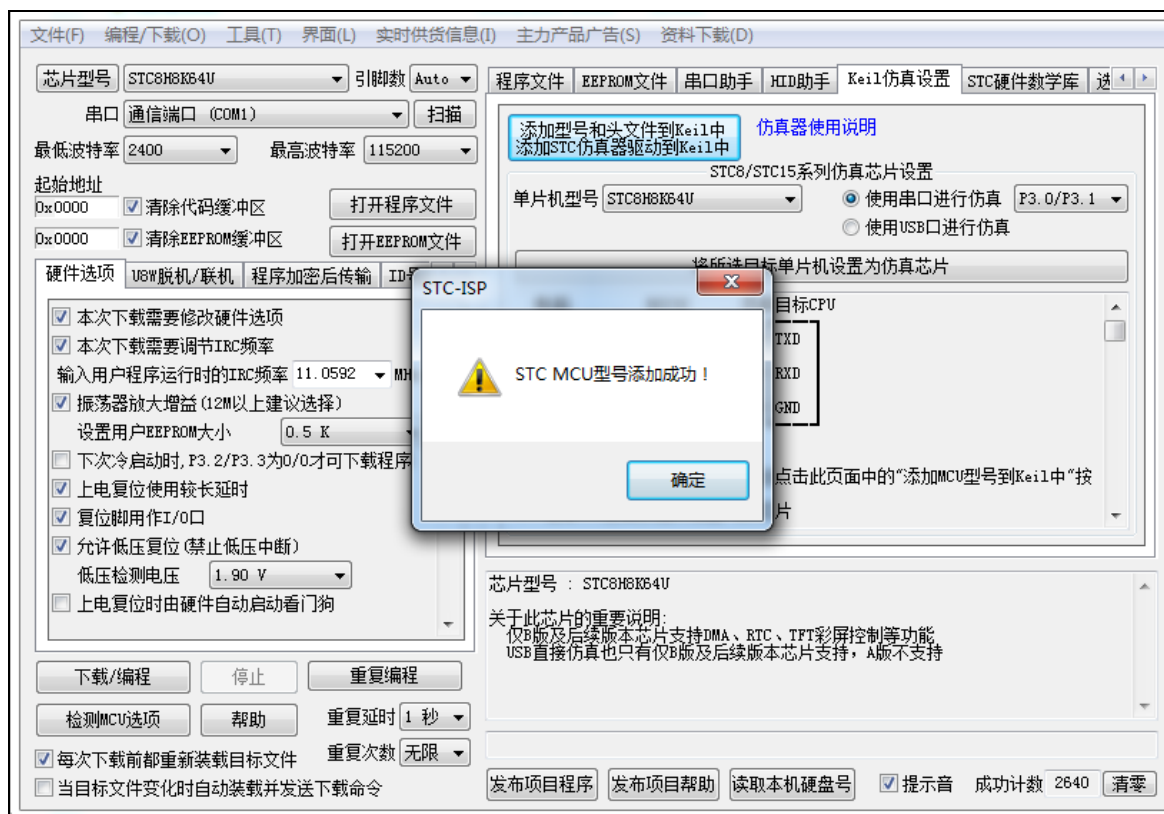 文件(F) 编程/下载(O) 工具(T) 界面(L) 实时供货信息(I) 主力产品广告(S) 资料下载(D)
芯片型号 STC8H8K64U 引脚数 Auto
串口 通信端口 (COM1) 扫描
最低波特率 2400 最高波特率 115200
起始地址
0x0000 清除代码缓冲区 打开程序文件
0x0000 清除EEPROM缓冲区 打开EEPROM文件
硬件选项 U8W脱机/联机 程序加密后传输
本次下载需要修改硬件选项
本次下载需要调节IRC频率
输入用户程序运行时的IRC频率 11.0592
振荡器放大增益(12M以上建议选择)
设置用户EEPROM大小 0.5 K
下次冷启动时,P3.2/P3.3为0/0才可下载程序
上电复位使用较长延时
复位脚用作I/O口
允许低压复位(禁止低压中断)
低压检测电压 1.90 V
上电复位时由硬件自动启动看门狗
下载/编程 停止 重复编程
检测MCU选项 帮助 重复延时 1 秒
每次下载前都重新装载目标文件 重复次数 无限
当目标文件变化时自动装载并发送下载命令
程序文件 EEPROM文件 串口助手 HID助手 Keil仿真设置 STC硬件数学库
添加型号和头文件到Keil中 仿真器使用说明
添加STC仿真器驱动到Keil中
STC8/STC15系列仿真芯片设置
单片机型号 STC8H8K64U 使用串口进行仿真 P3.0/P3.1
使用USB口进行仿真
将所选目标单片机设置为仿真芯片
目标CPU
TXD
RXD
GND
点击此页面中的“添加MCU型号到Keil中”按
片
STC-ISP
STC MCU型号添加成功！
确定
芯片型号 : STC8H8K64U
关于此芯片的重要说明:
仅B版及后续版本芯片支持DMA、RTC、TFT彩屏控制等功能
USB直接仿真也只有仅B版及后续版本芯片支持，A版不支持
发布项目程序 发布项目帮助 读取本机硬盘号 提示音 成功计数 2640 清零